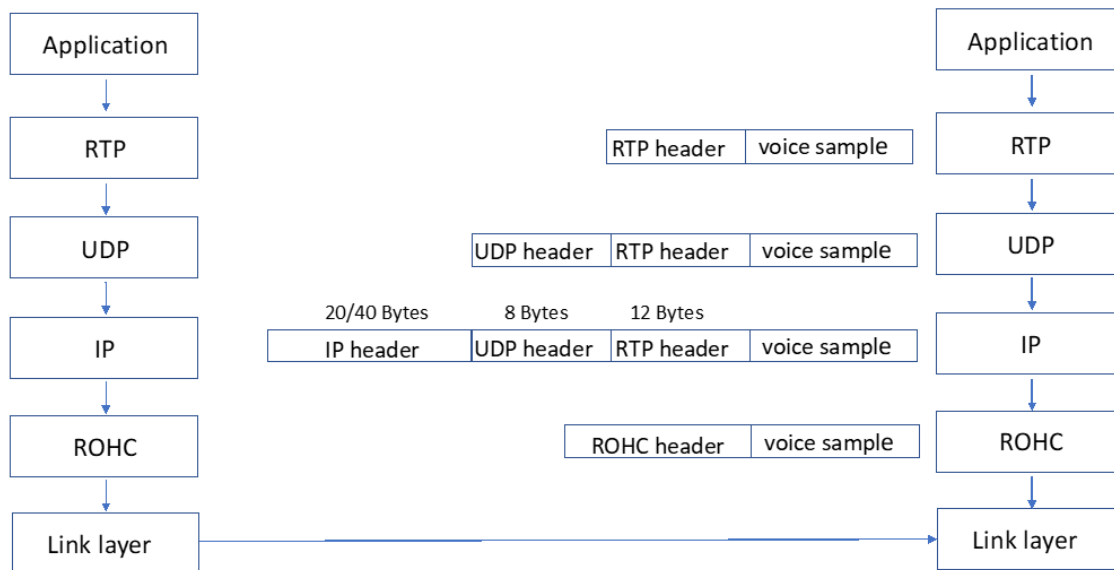 Application
Application
RTP
RTP header voice sample
RTP
UDP
UDP header RTP header voice sample
UDP
20/40 Bytes 8 Bytes 12 Bytes
IP
IP header UDP header RTP header voice sample
IP
ROHC
ROHC header voice sample
ROHC
Link layer
Link layer